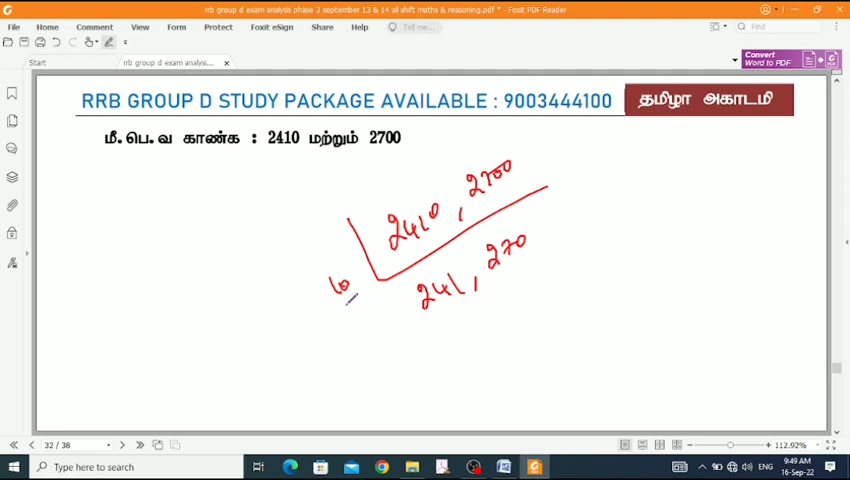 rrb group d exam analysis phase 3 september 13 & 14 all shift maths & reasoning.pdf * - Foxit PDF Reader
File Home Comment View Form Protect Foxit eSign Share Help Tell me... Find
Convert Word to PDF
Start rrb group d exam analysi...
RRB GROUP D STUDY PACKAGE AVAILABLE : 9003444100 தமிழா அகாடமி
மீ.பெ.வ காண்க : 2410 மற்றும் 2700
2410 , 2700
10 241 , 270
32 / 38 112.92%
Type here to search ENG 9:49 AM
16-Sep-22